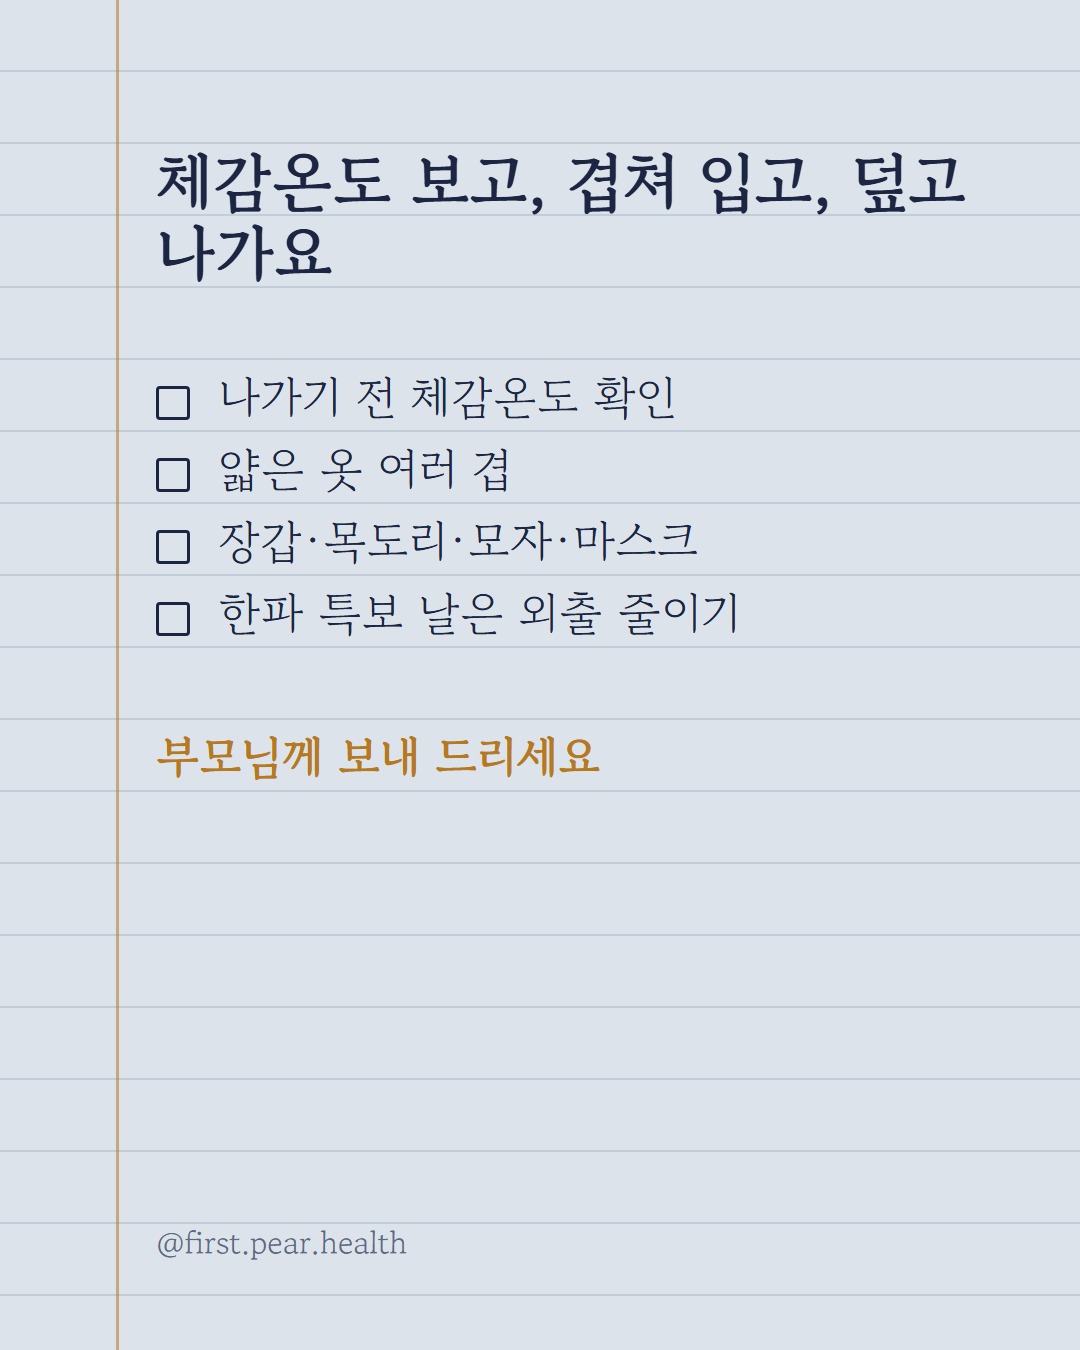 체감온도 보고, 겹쳐 입고, 덮고
나가요
나가기 전 체감온도 확인
얇은 옷 여러 겹
장갑·목도리·모자·마스크
한파 특보 날은 외출 줄이기
부모님께 보내 드리세요
@first.pear.health